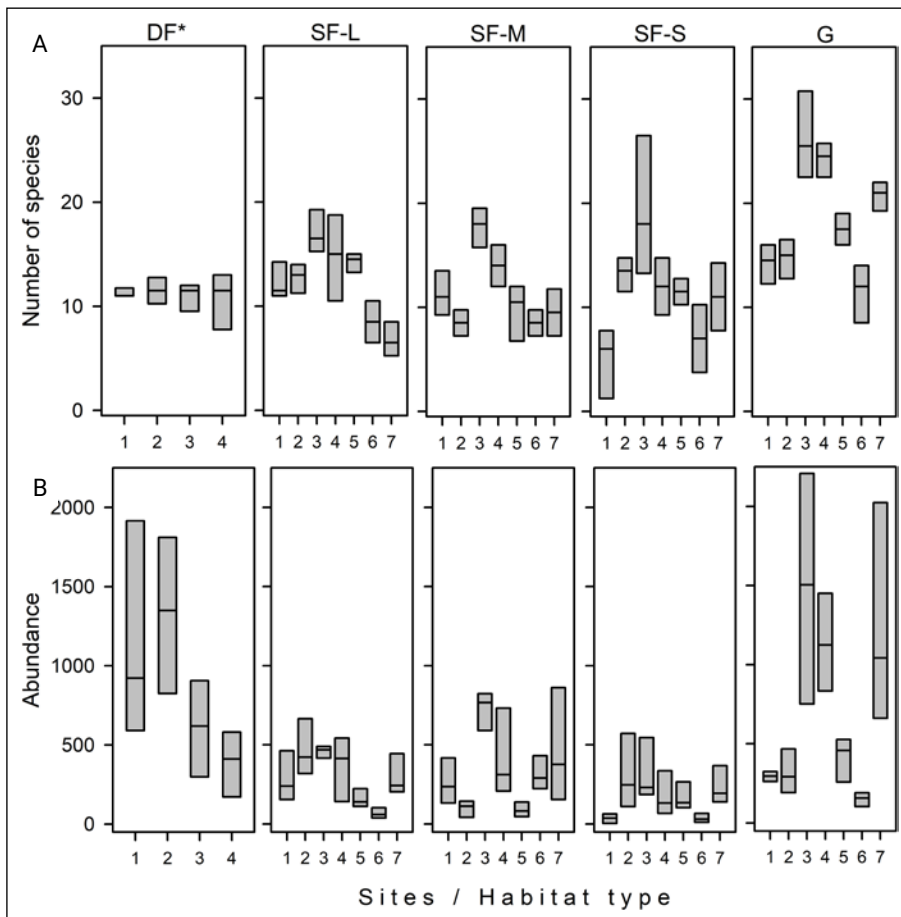 A
DF* SF-L SF-M SF-S G
Number of species
30
20
10
0
1 2 3 4 1 2 3 4 5 6 7 1 2 3 4 5 6 7 1 2 3 4 5 6 7 1 2 3 4 5 6 7
B
Abundance
2000
1500
1000
500
0
1 2 3 4 1 2 3 4 5 6 7 1 2 3 4 5 6 7 1 2 3 4 5 6 7 1 2 3 4 5 6 7
Sites / Habitat type